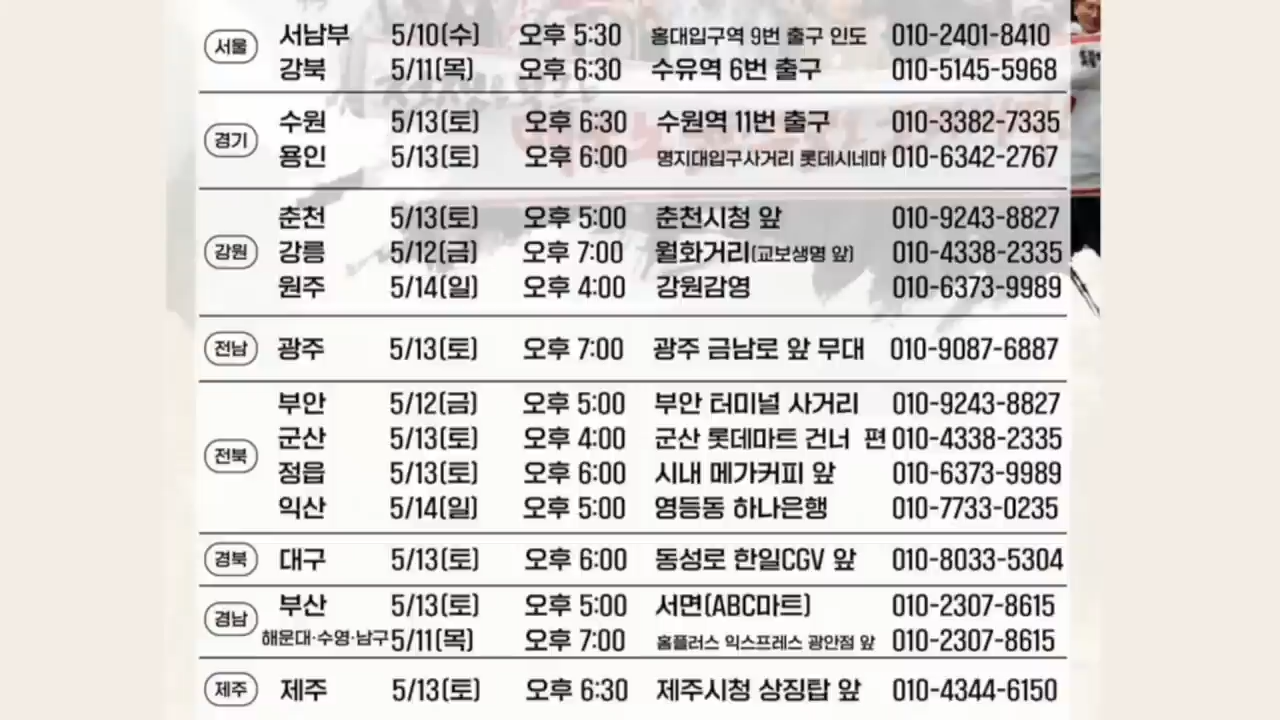 서울 서남부 5/10(수) 오후 5:30 홍대입구역 9번 출구 인도 010-2401-8410
강북 5/11(목) 오후 6:30 수유역 6번 출구 010-5145-5968
경기 수원 5/13(토) 오후 6:30 수원역 11번 출구 010-3382-7335
용인 5/13(토) 오후 6:00 명지대입구사거리 롯데시네마 010-6342-2767
강원 춘천 5/13(토) 오후 5:00 춘천시청 앞 010-9243-8827
강릉 5/12(금) 오후 7:00 월화거리(교보생명 앞) 010-4338-2335
원주 5/14(일) 오후 4:00 강원감영 010-6373-9989
전남 광주 5/13(토) 오후 7:00 광주 금남로 앞 무대 010-9087-6887
전북 부안 5/12(금) 오후 5:00 부안 터미널 사거리 010-9243-8827
군산 5/13(토) 오후 4:00 군산 롯데마트 건너 편 010-4338-2335
정읍 5/13(토) 오후 6:00 시내 메가커피 앞 010-6373-9989
익산 5/14(일) 오후 5:00 영등동 하나은행 010-7733-0235
경북 대구 5/13(토) 오후 6:00 동성로 한일CGV 앞 010-8033-5304
경남 부산 5/13(토) 오후 5:00 서면(ABC마트) 010-2307-8615
해운대·수영·남구 5/11(목) 오후 7:00 홈플러스 익스프레스 광안점 앞 010-2307-8615
제주 제주 5/13(토) 오후 6:30 제주시청 상징탑 앞 010-4344-6150